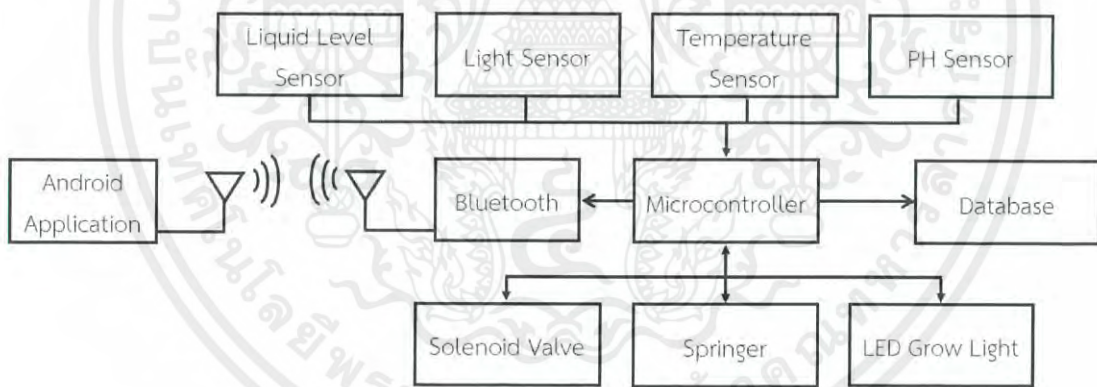 Liquid Level
Sensor
Light Sensor
Temperature
Sensor
PH Sensor
Android
Application
Bluetooth
Microcontroller
Database
Solenoid Valve
Springer
LED Grow Light